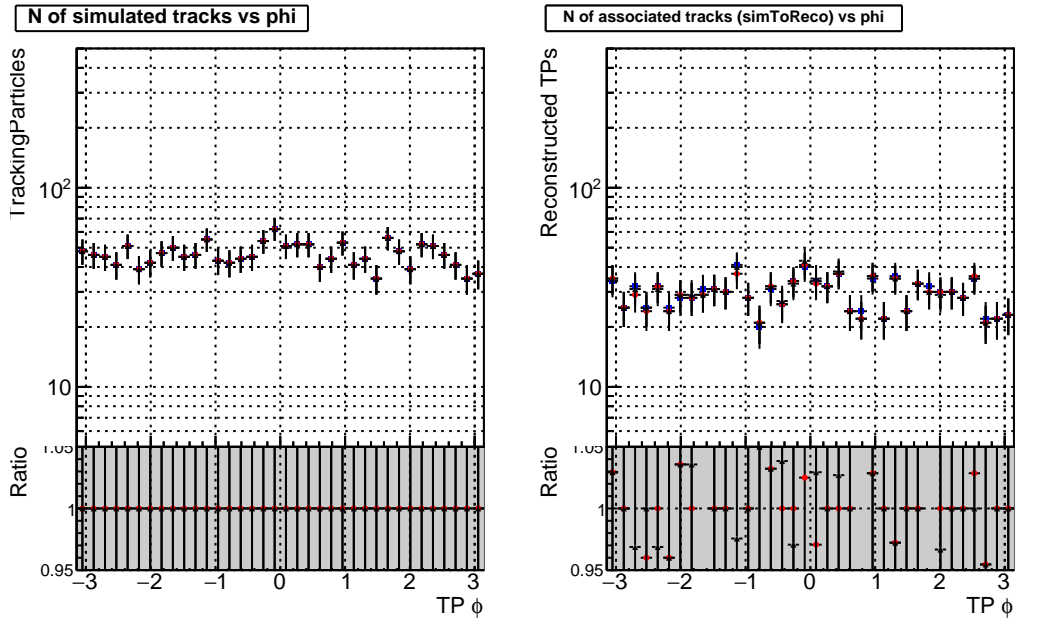 N of simulated tracks vs phi
TrackingParticles
10²
10
Ratio
1.05
1
0.95
−3 −2 −1 0 1 2 3
TP ϕ
N of associated tracks (simToReco) vs phi
Reconstructed TPs
10²
10
Ratio
1.05
1
0.95
−3 −2 −1 0 1 2 3
TP ϕ